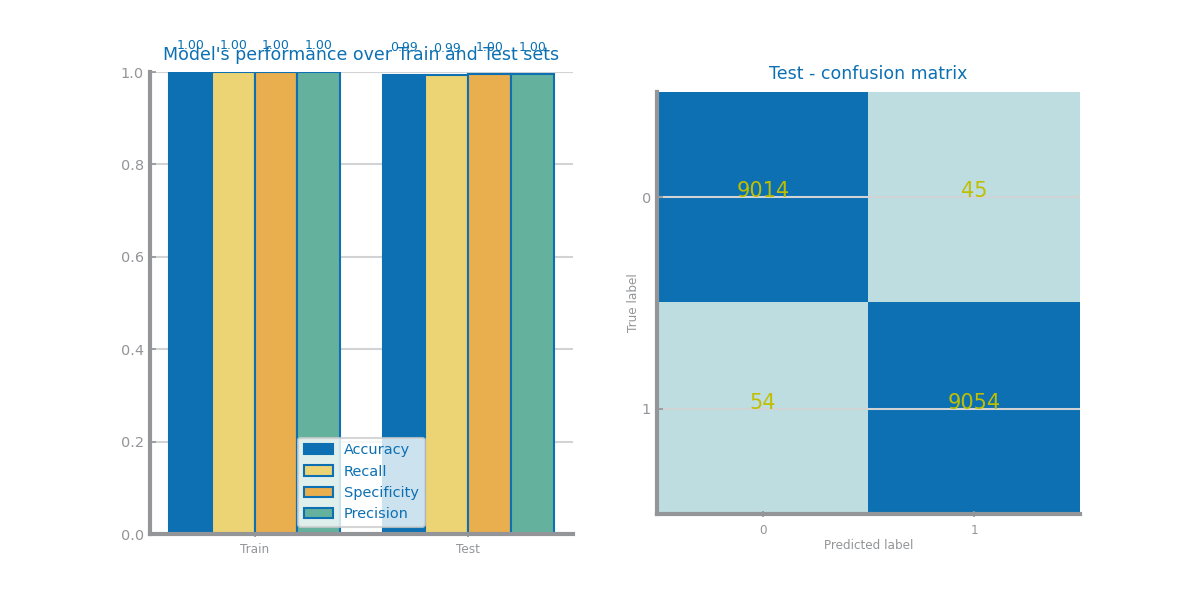 1.00 1.00 1.00 1.00 0.99 0.99 1.00 1.00
Model's performance over Train and Test sets
1.0
0.8
0.6
0.4
0.2
0.0
Accuracy
Recall
Specificity
Precision
Train Test
Test - confusion matrix
True label
0
9014 45
1
54 9054
0 1
Predicted label